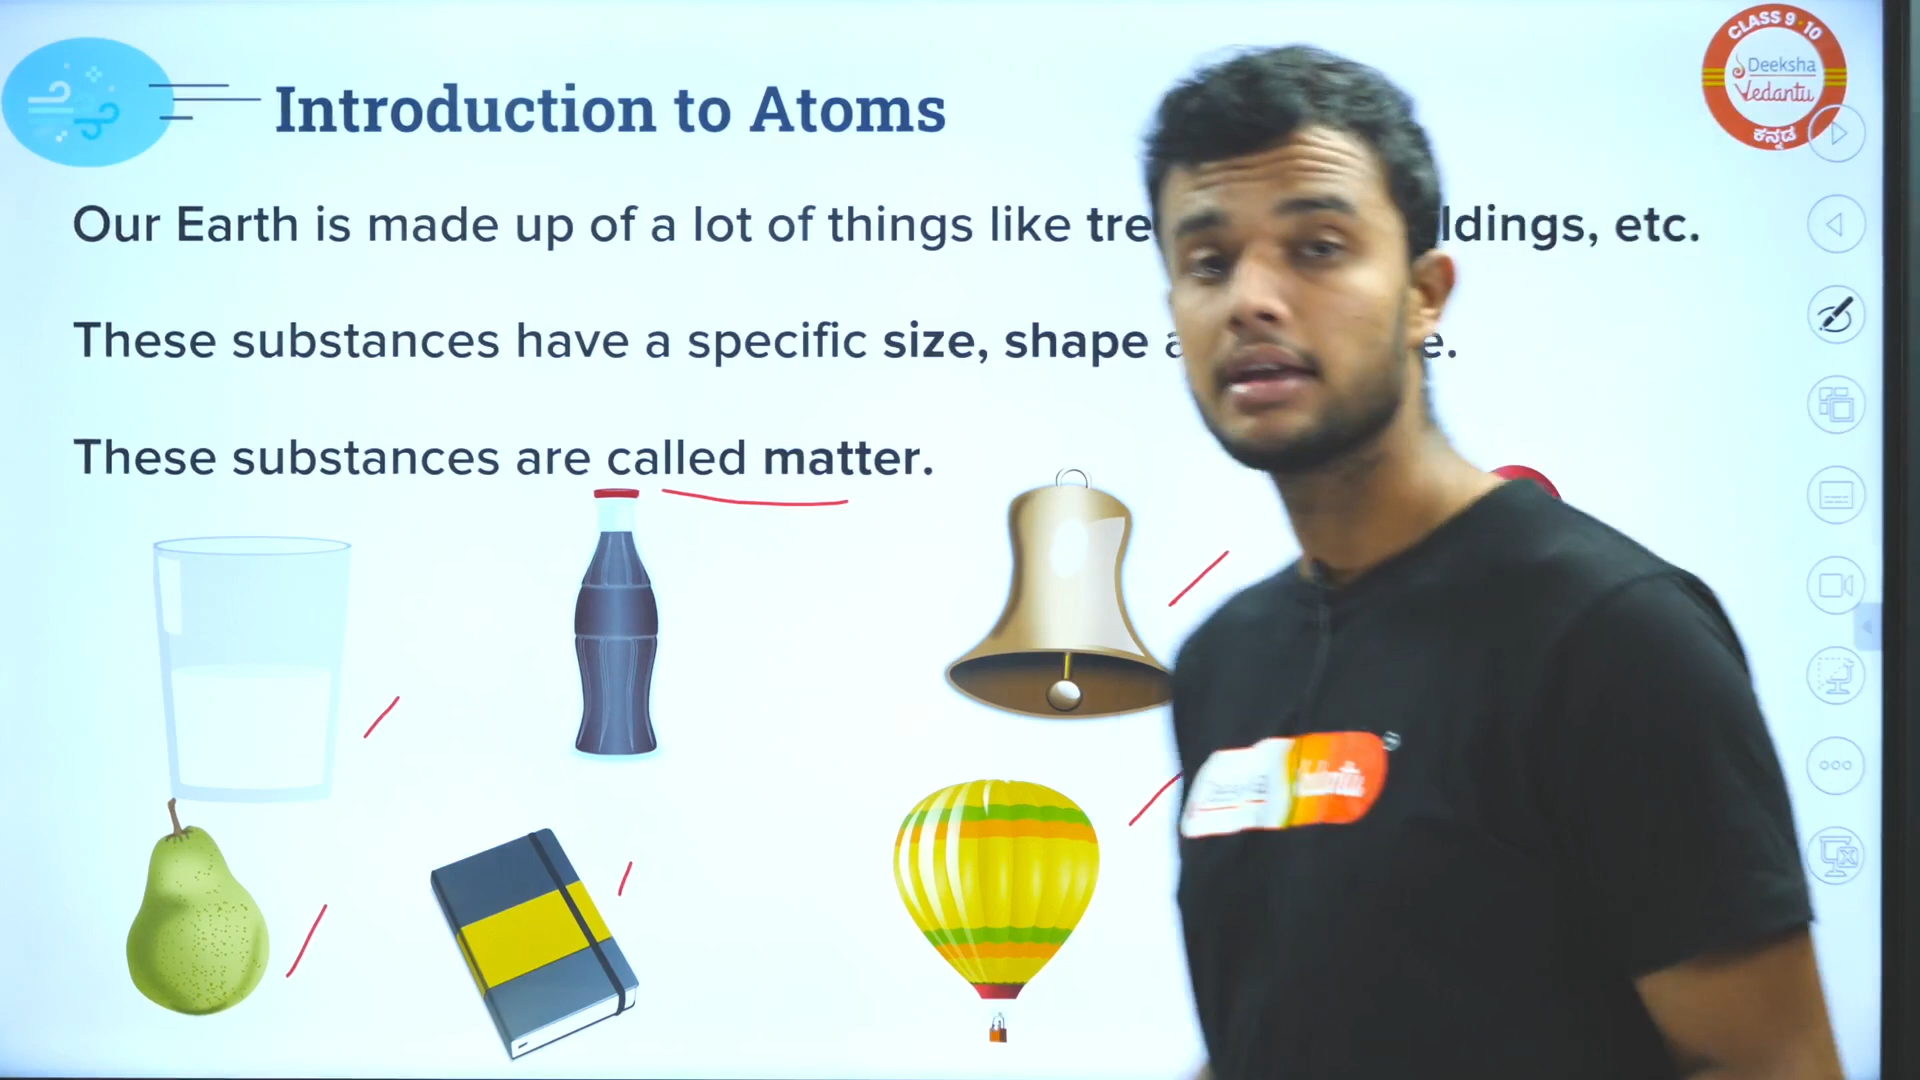 CLASS 9-10
Deeksha
Vedantu
ಕನ್ನಡ
Introduction to Atoms
Our Earth is made up of a lot of things like tre ldings, etc.
These substances have a specific size, shape a e.
These substances are called matter.